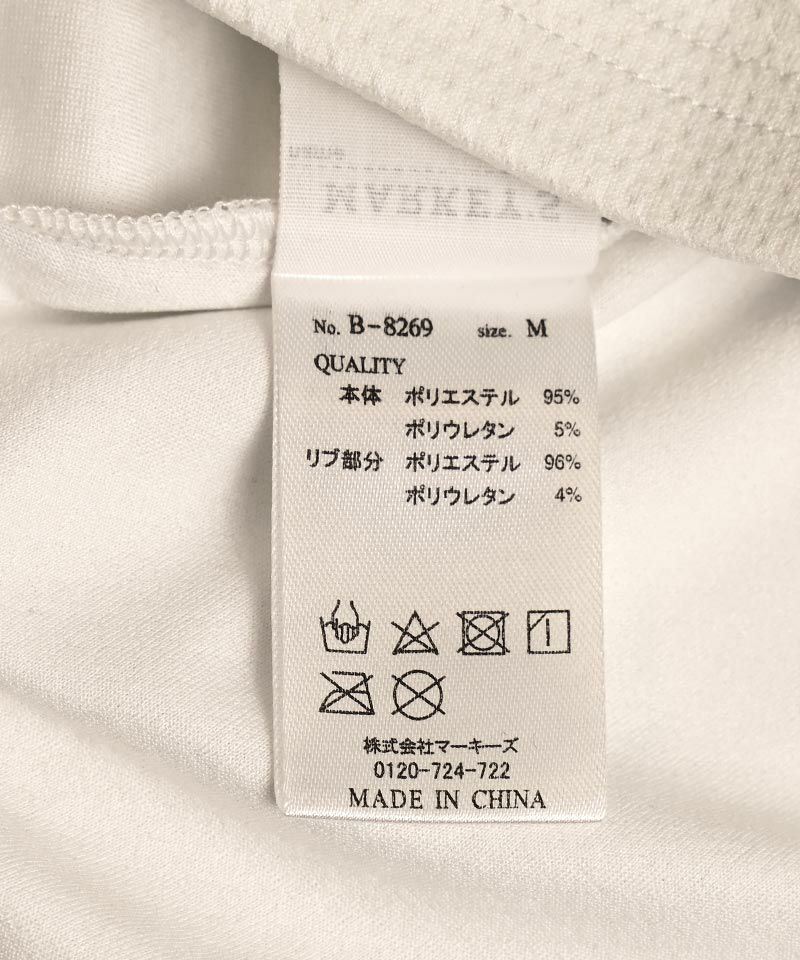 name
MARKEY'S
No. B-8269 size. M
QUALITY
本体 ポリエステル 95%
ポリウレタン 5%
リブ部分 ポリエステル 96%
ポリウレタン 4%
株式会社マーキーズ
0120-724-722
MADE IN CHINA